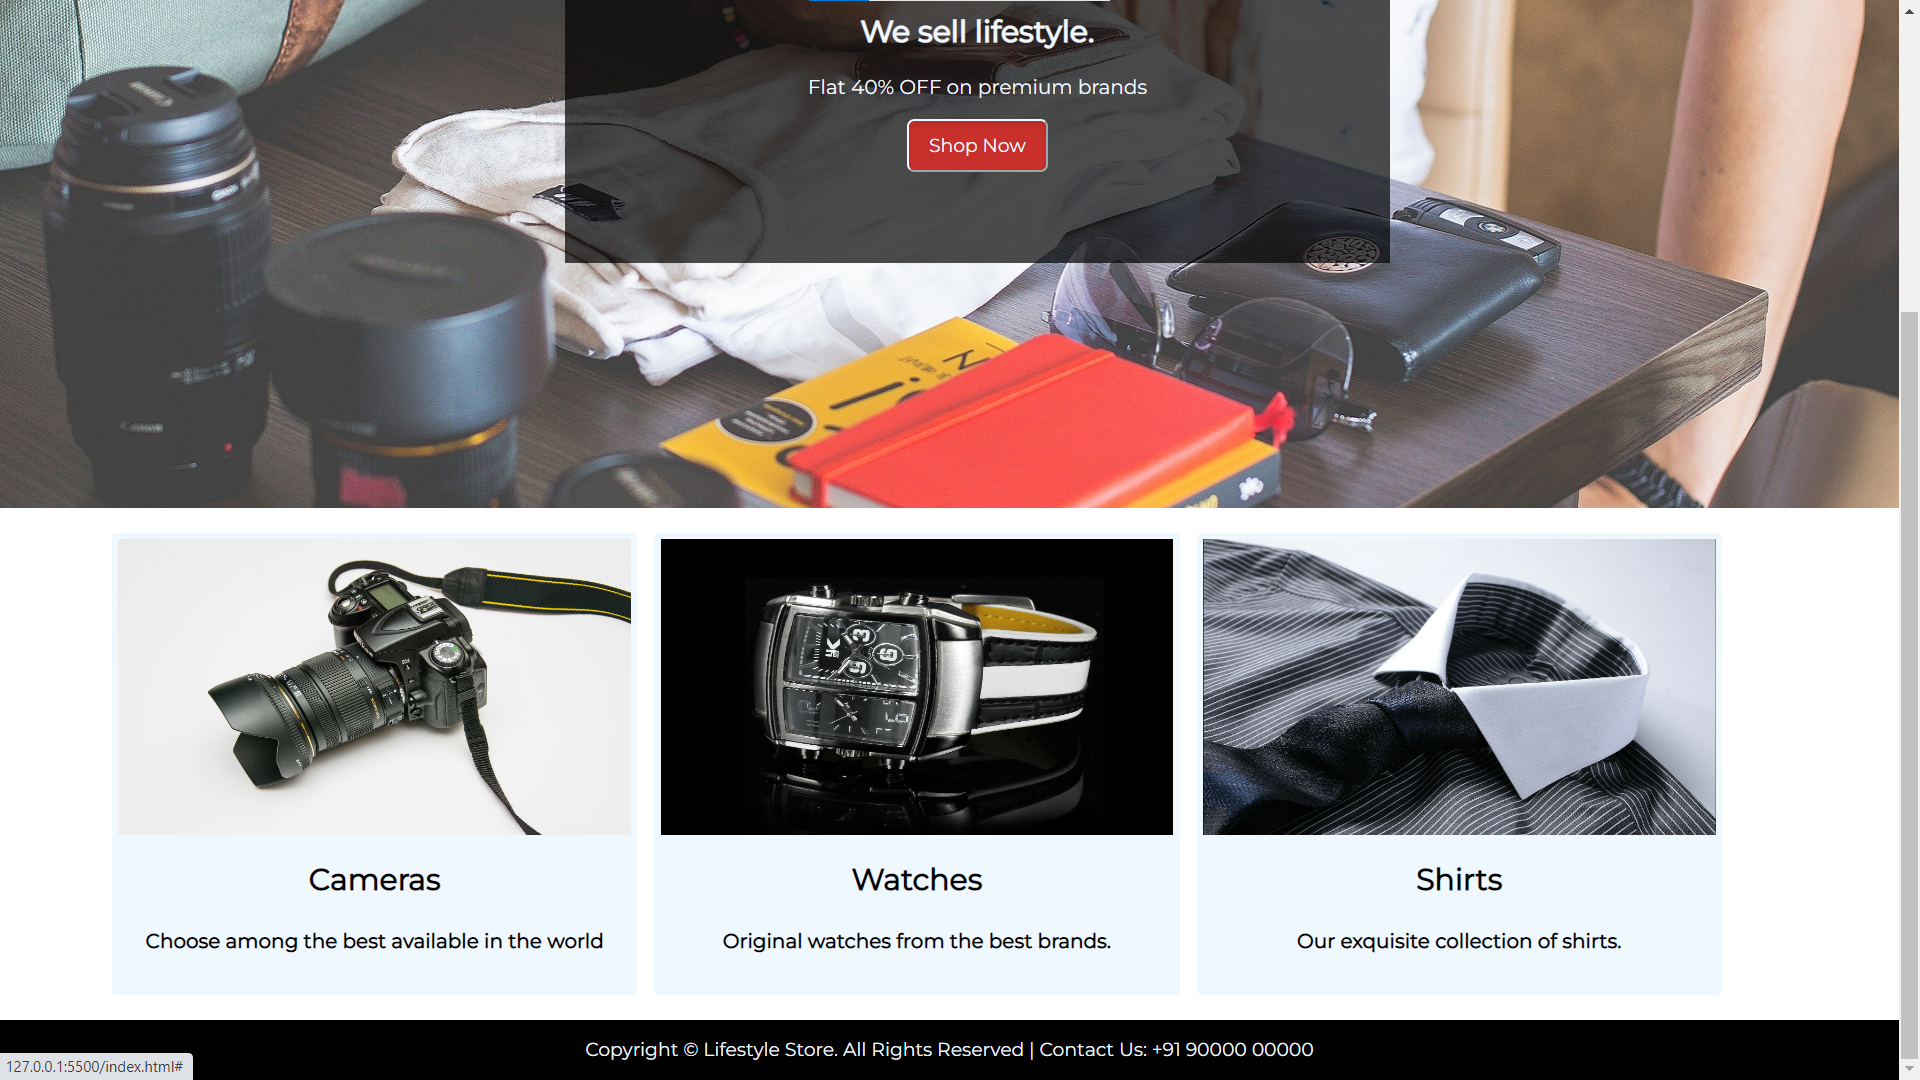 We sell lifestyle.
Flat 40% OFF on premium brands
Shop Now
Canon
Cameras
Watches
Shirts
Choose among the best available in the world
Original watches from the best brands.
Our exquisite collection of shirts.
Copyright © Lifestyle Store. All Rights Reserved | Contact Us: +91 90000 00000
127.0.0.1:5500/index.html#